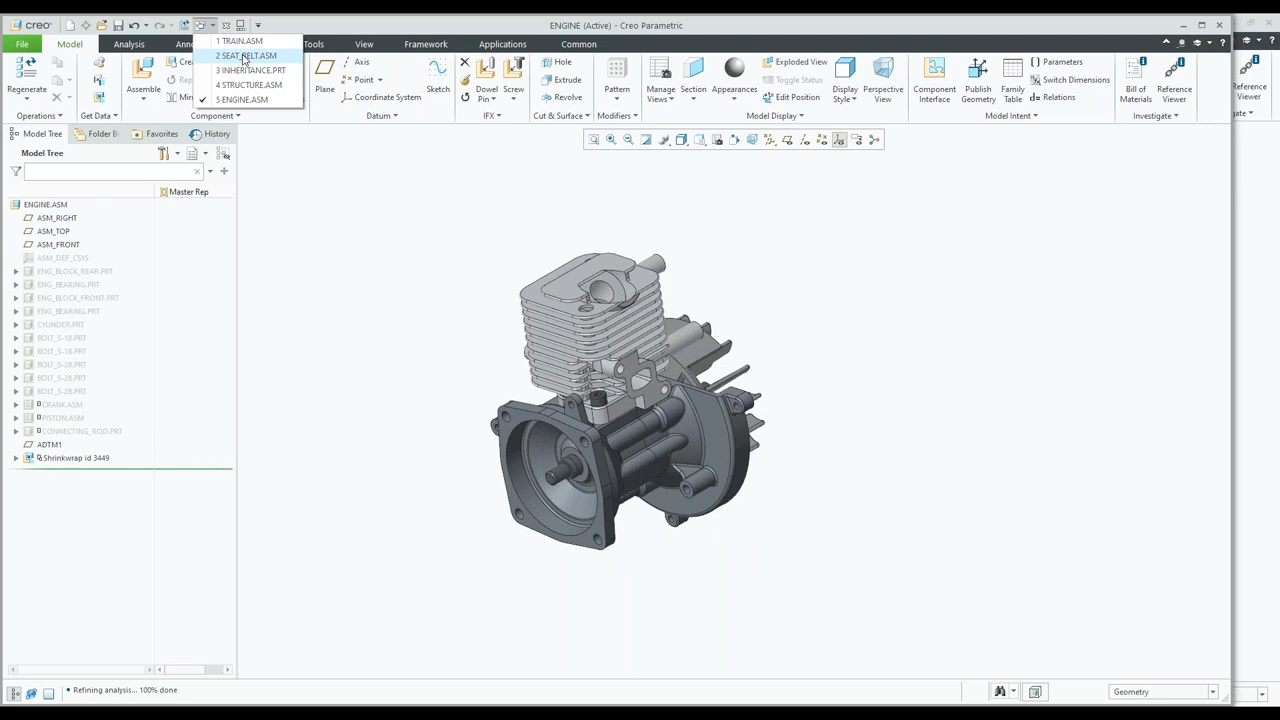 creo
ENGINE (Active) - Creo Parametric
1 TRAIN.ASM
2 SEAT_BELT.ASM
3 INHERITANCE.PRT
4 STRUCTURE.ASM
5 ENGINE.ASM
File
Model
Analysis
Tools
View
Framework
Applications
Common
Regenerate
Assemble
Plane
Axis
Point
Coordinate System
Sketch
Dowel Pin
Screw
Hole
Extrude
Revolve
Pattern
Manage Views
Section
Appearances
Exploded View
Toggle Status
Edit Position
Display Style
Perspective View
Component Interface
Publish Geometry
Family Table
Parameters
Switch Dimensions
Relations
Bill of Materials
Reference Viewer
Reference Viewer
Operations
Get Data
Component
Datum
IFX
Cut & Surface
Modifiers
Model Display
Model Intent
Investigate
Model Tree
Folder B
Favorites
History
Model Tree
Master Rep
ENGINE.ASM
ASM_RIGHT
ASM_TOP
ASM_FRONT
ASM_DEF_CSYS
ENG_BLOCK_REAR.PRT
ENG_BEARING.PRT
ENG_BLOCK_FRONT.PRT
ENG_BEARING.PRT
CYLINDER.PRT
BOLT_5-18.PRT
BOLT_5-18.PRT
BOLT_5-28.PRT
BOLT_5-28.PRT
BOLT_5-28.PRT
CRANK.ASM
PISTON.ASM
CONNECTING_ROD.PRT
ADTM1
Shrinkwrap id 3449
Refining analysis... 100% done
Geometry